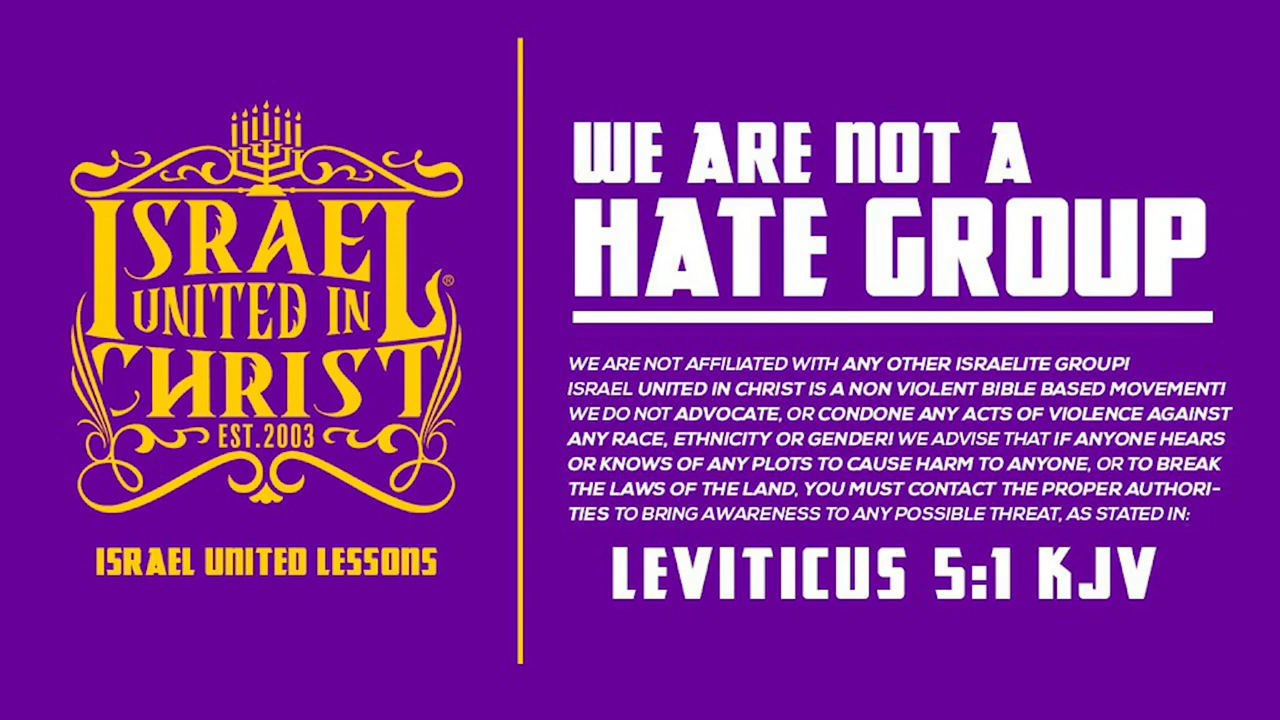 ISRAEL
UNITED IN
CHRIST
EST.2003
ISRAEL UNITED LESSONS
WE ARE NOT A
HATE GROUP
WE ARE NOT AFFILIATED WITH ANY OTHER ISRAELITE GROUP!
ISRAEL UNITED IN CHRIST IS A NON VIOLENT BIBLE BASED MOVEMENT!
WE DO NOT ADVOCATE, OR CONDONE ANY ACTS OF VIOLENCE AGAINST
ANY RACE, ETHNICITY OR GENDER! WE ADVISE THAT IF ANYONE HEARS
OR KNOWS OF ANY PLOTS TO CAUSE HARM TO ANYONE, OR TO BREAK
THE LAWS OF THE LAND, YOU MUST CONTACT THE PROPER AUTHORI-
TIES TO BRING AWARENESS TO ANY POSSIBLE THREAT, AS STATED IN:
LEVITICUS 5:1 KJV